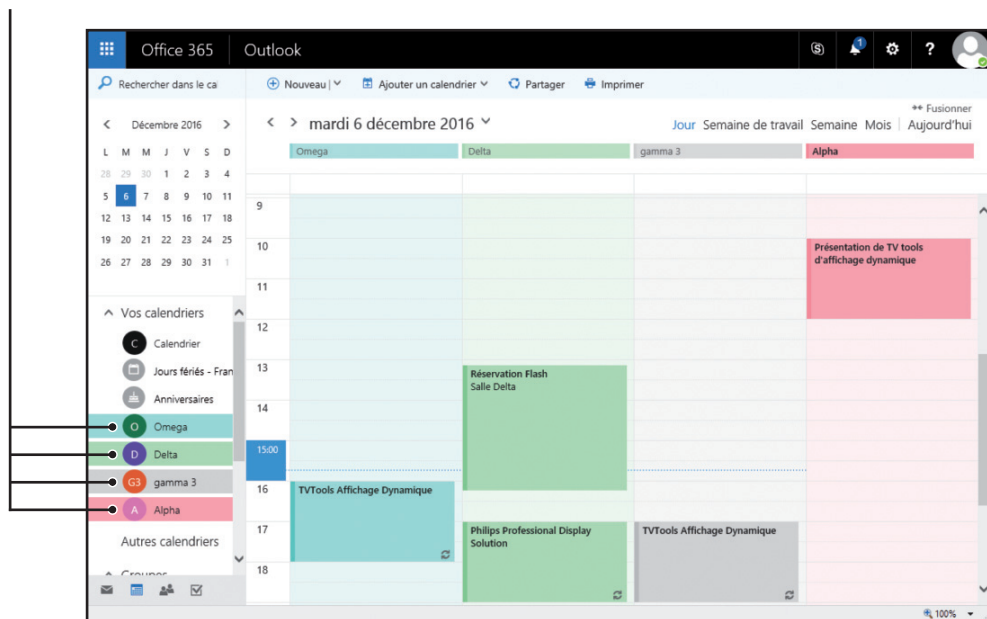 Office 365 Outlook 1 ?
Rechercher dans le ca
Nouveau | Ajouter un calendrier Partager Imprimer
Fusionner
Décembre 2016
mardi 6 décembre 2016
Jour Semaine de travail Semaine Mois | Aujourd'hui
L M M J V S D
28 29 30 1 2 3 4
5 6 7 8 9 10 11
12 13 14 15 16 17 18
19 20 21 22 23 24 25
26 27 28 29 30 31 1
Vos calendriers
C Calendrier
Jours fériés - Fran
Anniversaires
O Omega
D Delta
G3 gamma 3
A Alpha
Autres calendriers
Groupes
Omega Delta gamma 3 Alpha
9
10
11
12
13
14
15:00
16
17
18
Présentation de TV tools
d'affichage dynamique
Réservation Flash
Salle Delta
TVTools Affichage Dynamique
Philips Professional Display
Solution
TVTools Affichage Dynamique
100%